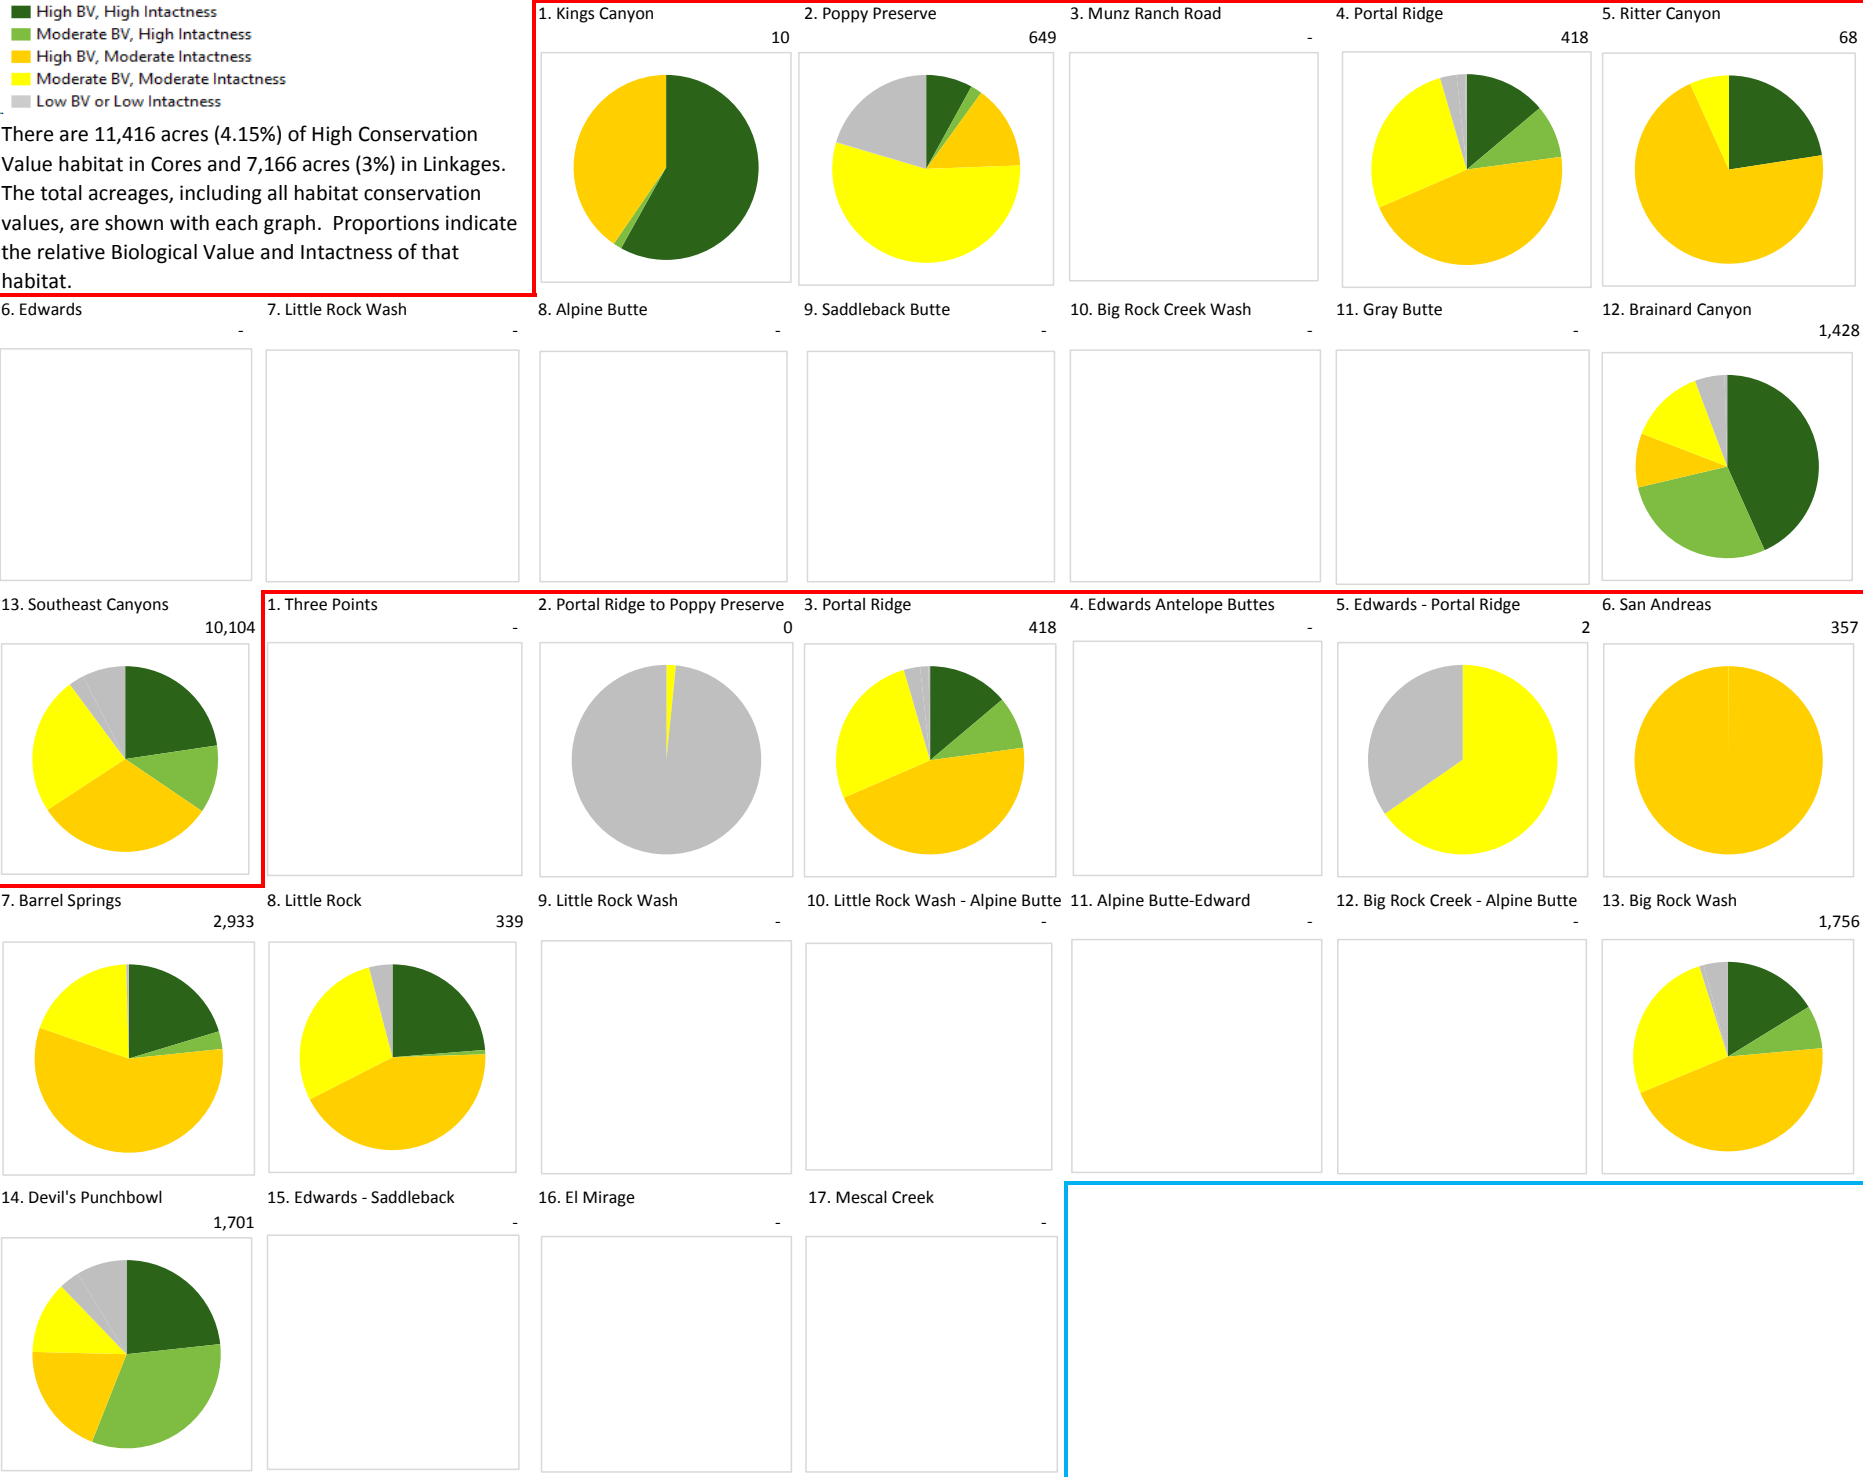 High BV, High Intactness
Moderate BV, High Intactness
High BV, Moderate Intactness
Moderate BV, Moderate Intactness
Low BV or Low Intactness
There are 11,416 acres (4.15%) of High Conservation
Value habitat in Cores and 7,166 acres (3%) in Linkages.
The total acreages, including all habitat conservation
values, are shown with each graph. Proportions indicate
the relative Biological Value and Intactness of that
habitat.
1. Kings Canyon
10
2. Poppy Preserve
649
3. Munz Ranch Road
-
4. Portal Ridge
418
5. Ritter Canyon
68
6. Edwards
-
7. Little Rock Wash
-
8. Alpine Butte
-
9. Saddleback Butte
-
10. Big Rock Creek Wash
-
11. Gray Butte
-
12. Brainard Canyon
1,428
13. Southeast Canyons
10,104
1. Three Points
-
2. Portal Ridge to Poppy Preserve
0
3. Portal Ridge
418
4. Edwards Antelope Buttes
-
5. Edwards - Portal Ridge
2
6. San Andreas
357
7. Barrel Springs
2,933
8. Little Rock
339
9. Little Rock Wash
-
10. Little Rock Wash - Alpine Butte
-
11. Alpine Butte-Edward
-
12. Big Rock Creek - Alpine Butte
-
13. Big Rock Wash
1,756
14. Devil's Punchbowl
1,701
15. Edwards - Saddleback
-
16. El Mirage
-
17. Mescal Creek
-